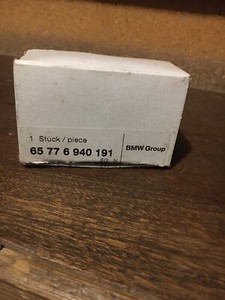 1 Stück / piece
65 77 6 940 191
BMW Group